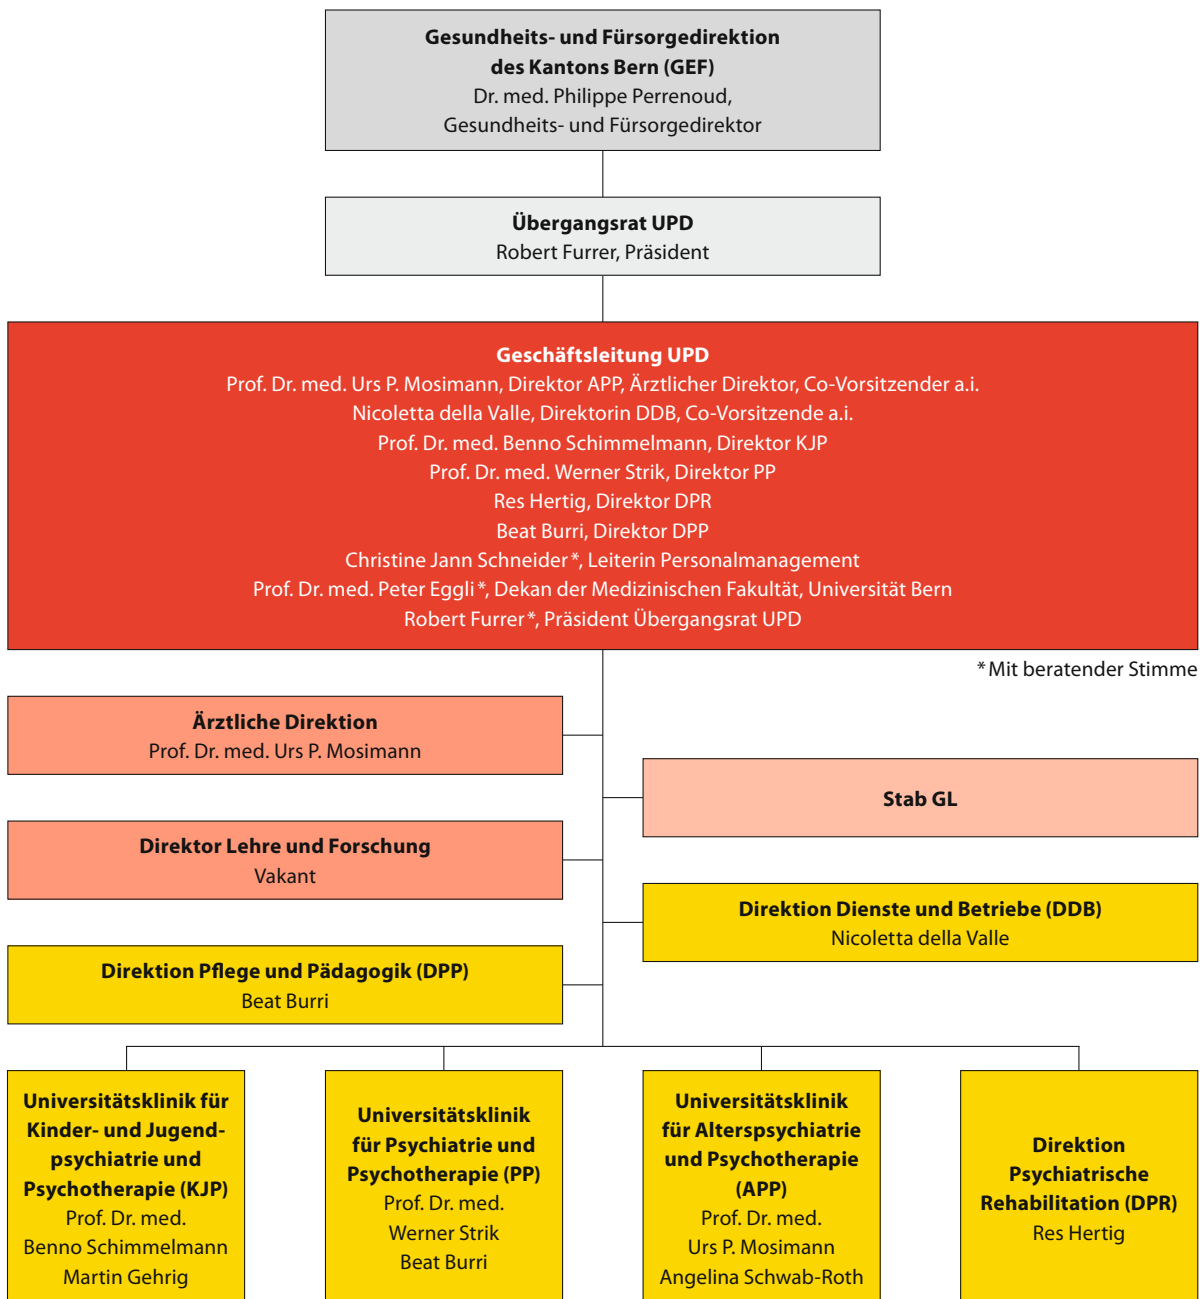 Gesundheits- und Fürsorgedirektion
des Kantons Bern (GEF)
Dr. med. Philippe Perrenoud,
Gesundheits- und Fürsorgedirektor
Übergangsrat UPD
Robert Furrer, Präsident
Geschäftsleitung UPD
Prof. Dr. med. Urs P. Mosimann, Direktor APP, Ärztlicher Direktor, Co-Vorsitzender a.i.
Nicoletta della Valle, Direktorin DDB, Co-Vorsitzende a.i.
Prof. Dr. med. Benno Schimmelmann, Direktor KJP
Prof. Dr. med. Werner Strik, Direktor PP
Res Hertig, Direktor DPR
Beat Burri, Direktor DPP
Christine Jann Schneider*, Leiterin Personalmanagement
Prof. Dr. med. Peter Eggli*, Dekan der Medizinischen Fakultät, Universität Bern
Robert Furrer*, Präsident Übergangsrat UPD
*Mit beratender Stimme
Ärztliche Direktion
Prof. Dr. med. Urs P. Mosimann
Stab GL
Direktor Lehre und Forschung
Vakant
Direktion Dienste und Betriebe (DDB)
Nicoletta della Valle
Direktion Pflege und Pädagogik (DPP)
Beat Burri
Universitätsklinik für
Kinder- und Jugend-
psychiatrie und
Psychotherapie (KJP)
Prof. Dr. med.
Benno Schimmelmann
Martin Gehrig
Universitätsklinik
für Psychiatrie und
Psychotherapie (PP)
Prof. Dr. med.
Werner Strik
Beat Burri
Universitätsklinik
für Alterspsychiatrie
und Psychotherapie
(APP)
Prof. Dr. med.
Urs P. Mosimann
Angelina Schwab-Roth
Direktion
Psychiatrische
Rehabilitation (DPR)
Res Hertig